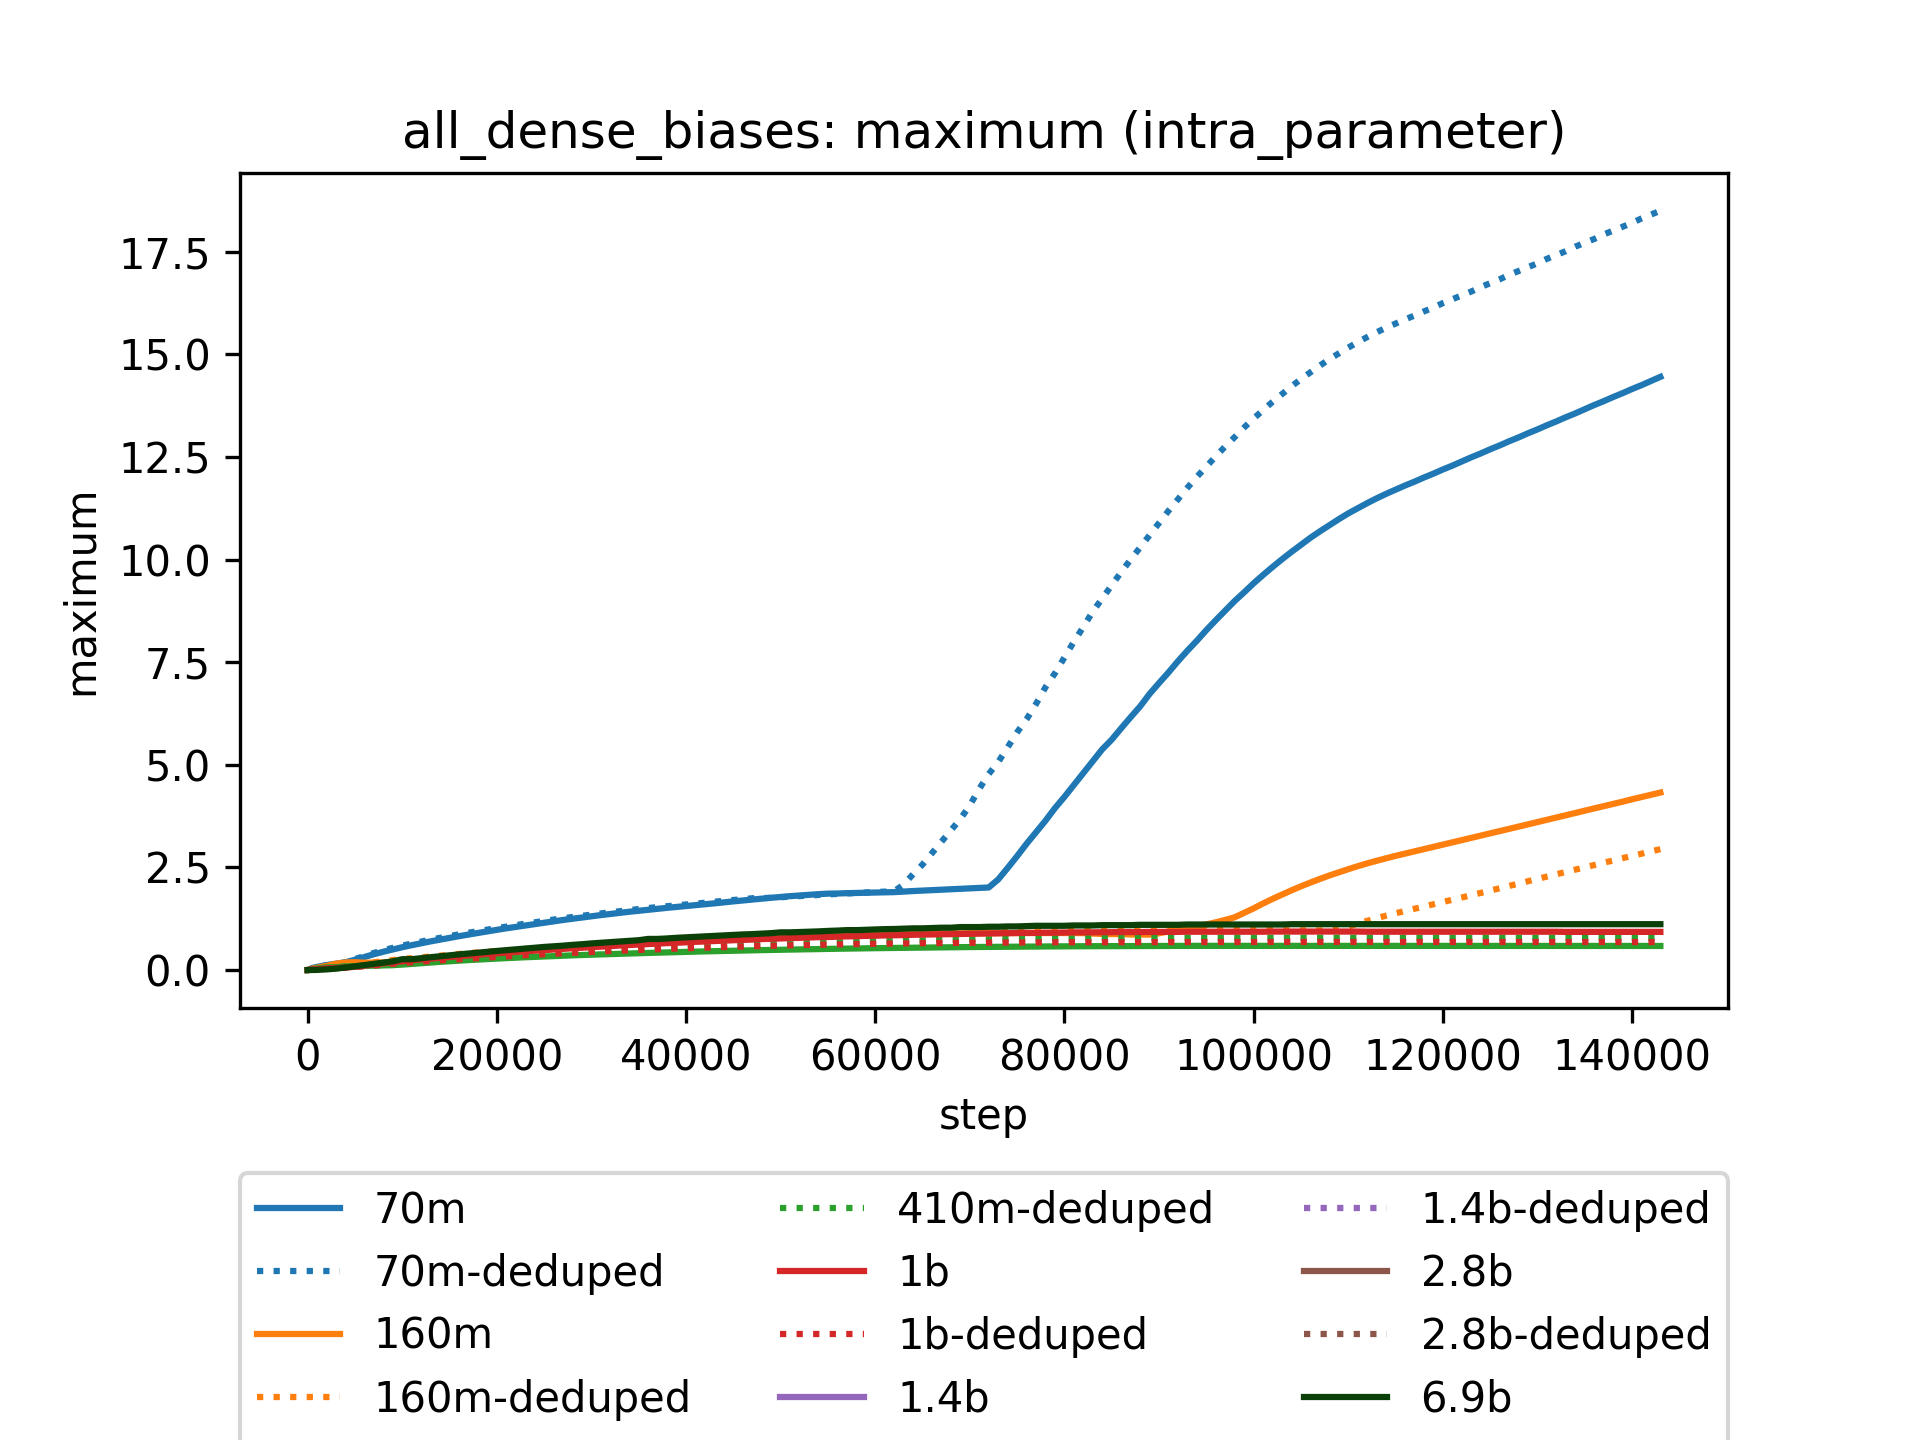 all_dense_biases: maximum (intra_parameter)
17.5
15.0
12.5
10.0
7.5
5.0
2.5
0.0
maximum
0 20000 40000 60000 80000 100000 120000 140000
step
70m 410m-deduped 1.4b-deduped
70m-deduped 1b 2.8b
160m 1b-deduped 2.8b-deduped
160m-deduped 1.4b 6.9b